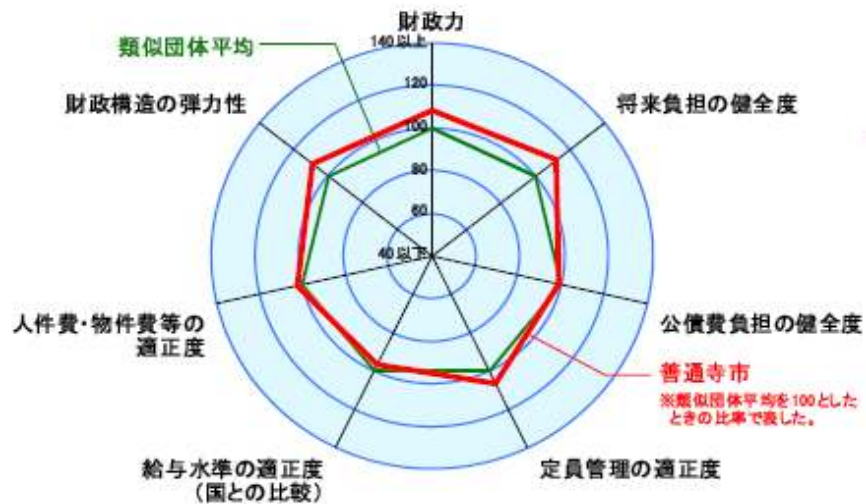 財政力
140以上
類似団体平均
120
財政構造の弾力性
将来負担の健全度
100
80
60
40以下
人件費・物件費等の
適正度
公債費負担の健全度
善通寺市
※類似団体平均を100とした
ときの比率で表した。
給与水準の適正度
(国との比較)
定員管理の適正度